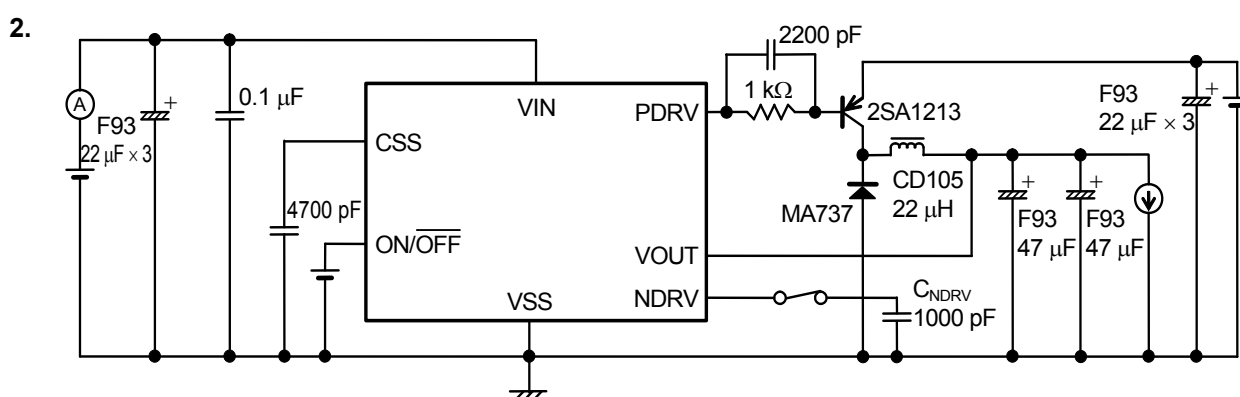 2.
A
F93
22 μF × 3
0.1 μF
4700 pF
VIN
CSS
ON/OFF
VSS
PDRV
VOUT
NDRV
2200 pF
1 kΩ
2SA1213
MA737
CD105
22 μH
C_NDRV
1000 pF
F93
47 μF
F93
47 μF
F93
22 μF × 3